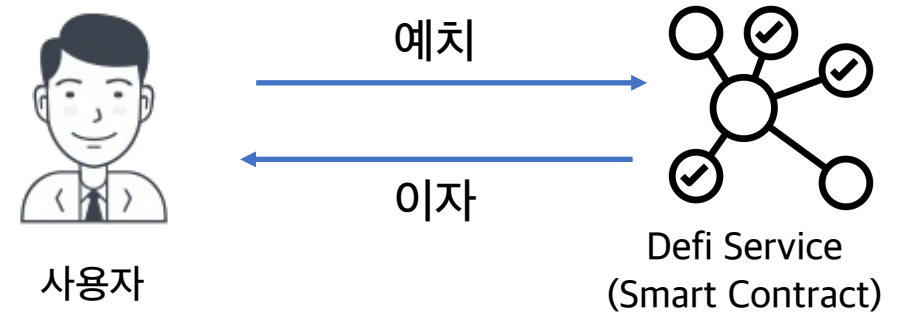 예치
이자
사용자
Defi Service
(Smart Contract)